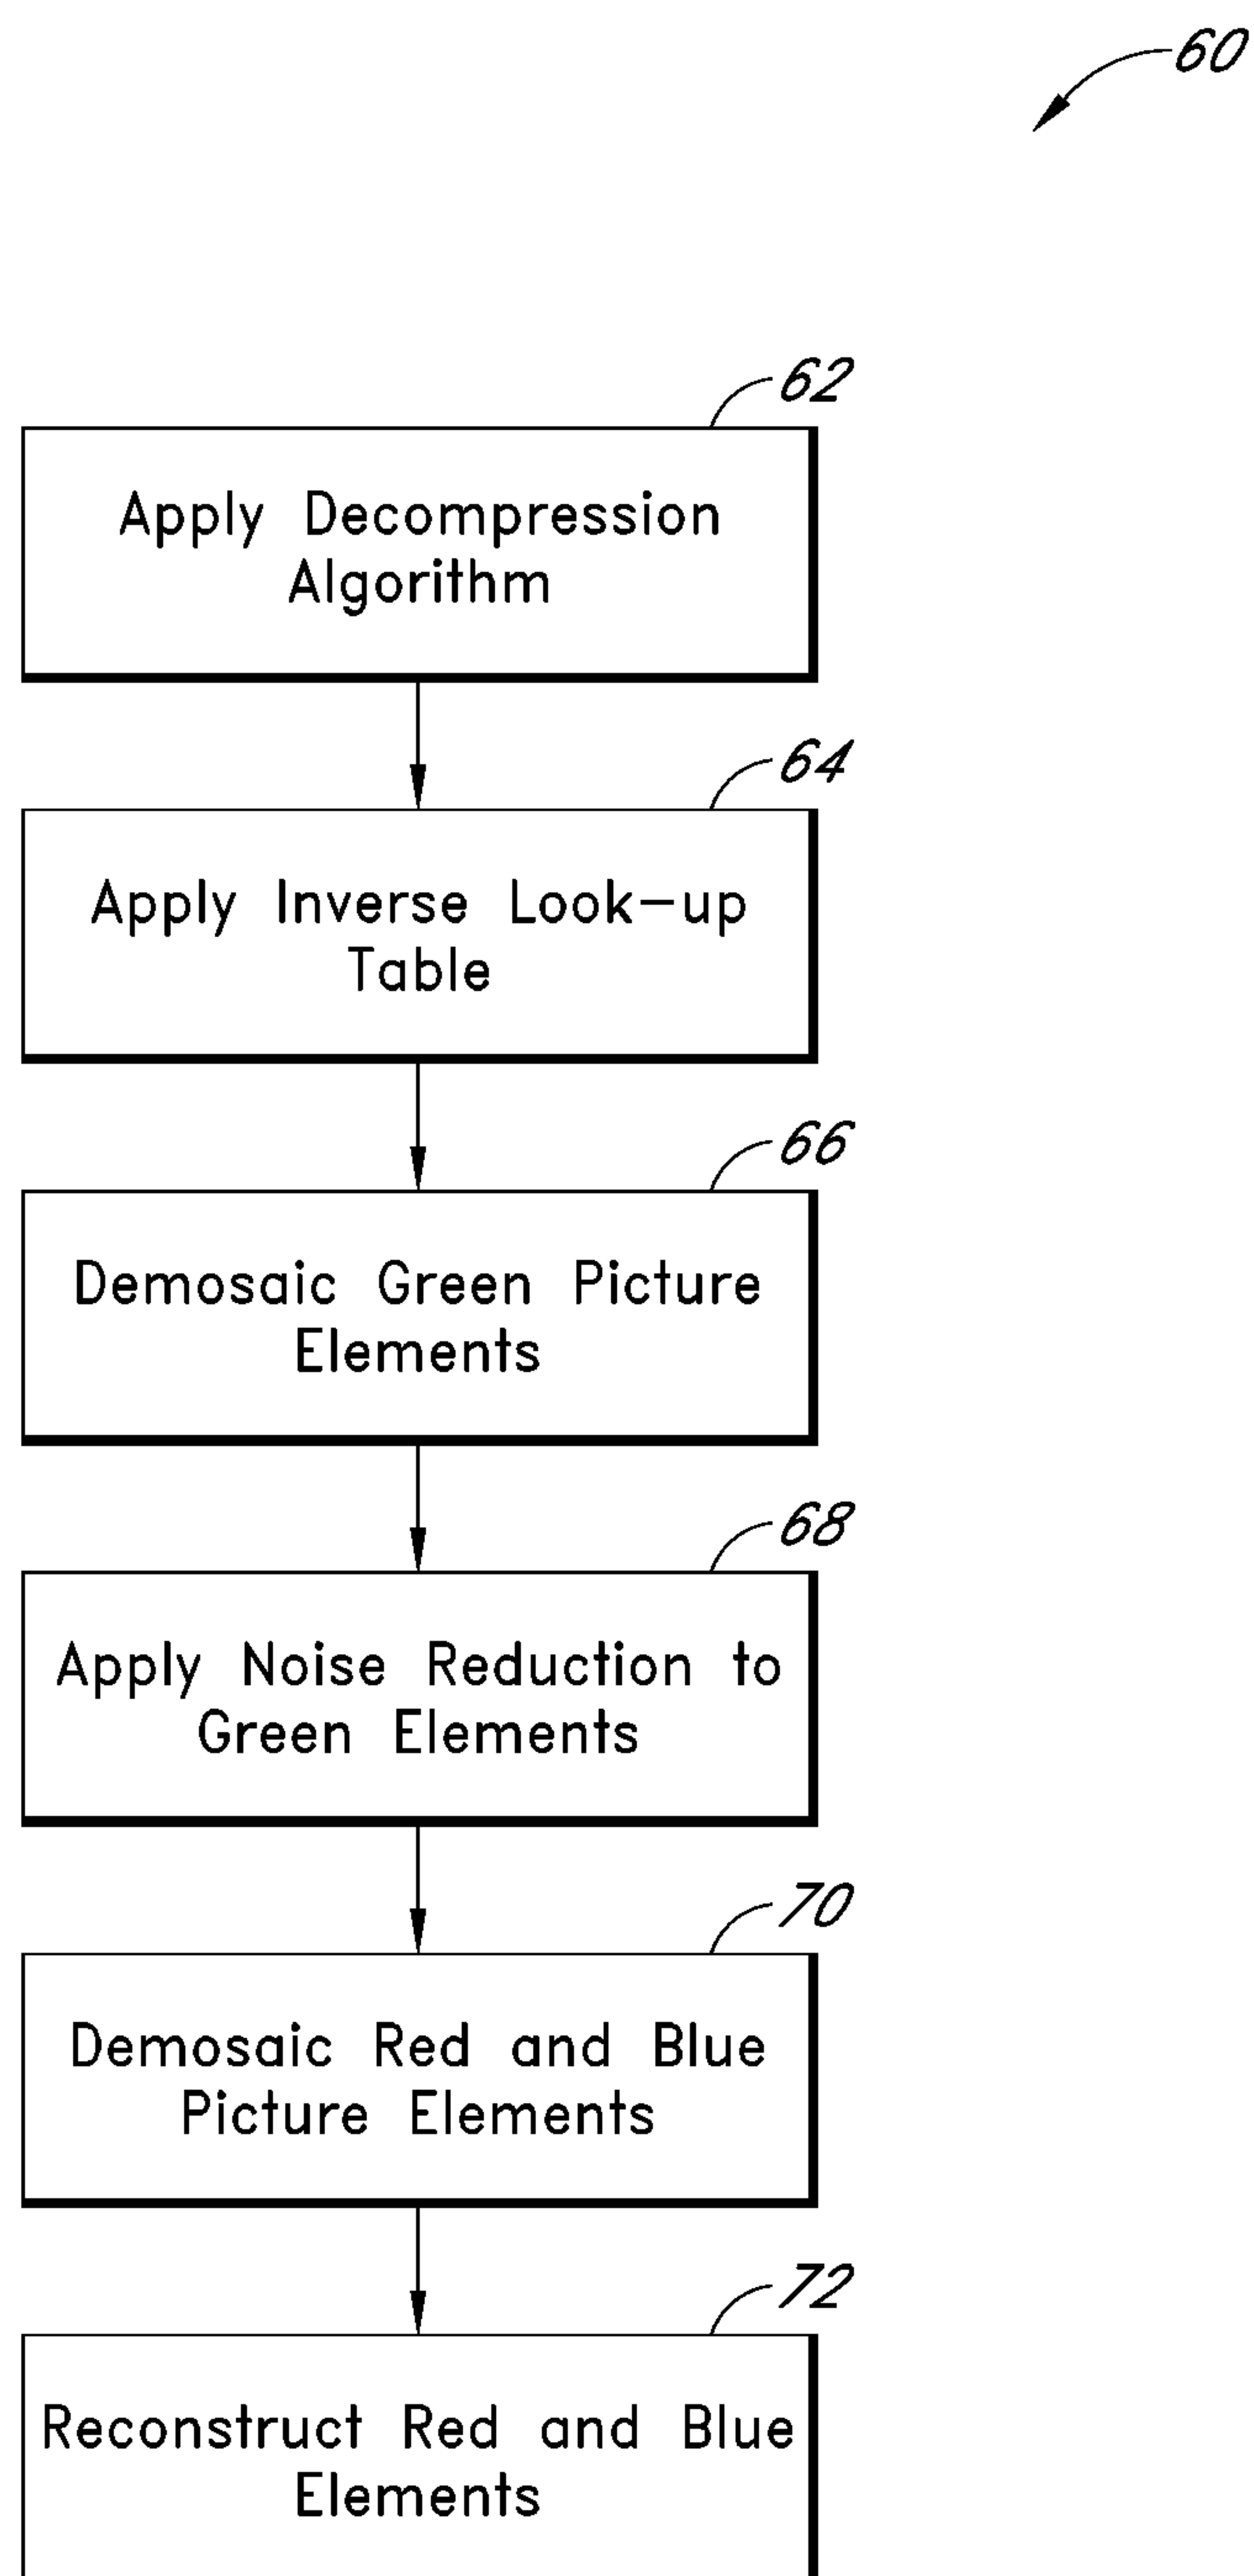 60
62
Apply Decompression
Algorithm
64
Apply Inverse Look-up
Table
66
Demosaic Green Picture
Elements
68
Apply Noise Reduction to
Green Elements
70
Demosaic Red and Blue
Picture Elements
72
Reconstruct Red and Blue
Elements